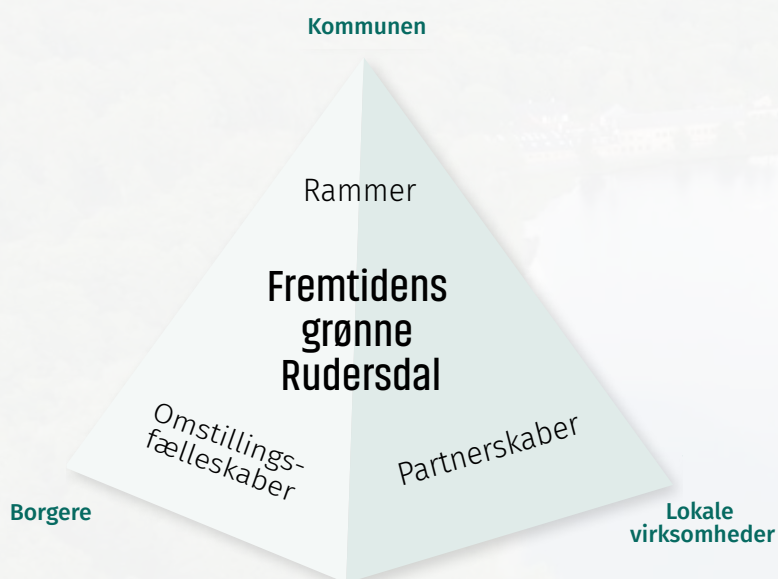 Kommunen
Rammer
Fremtidens
grønne
Rudersdal
Omstillings-
fælleskaber
Partnerskaber
Borgere
Lokale
virksomheder